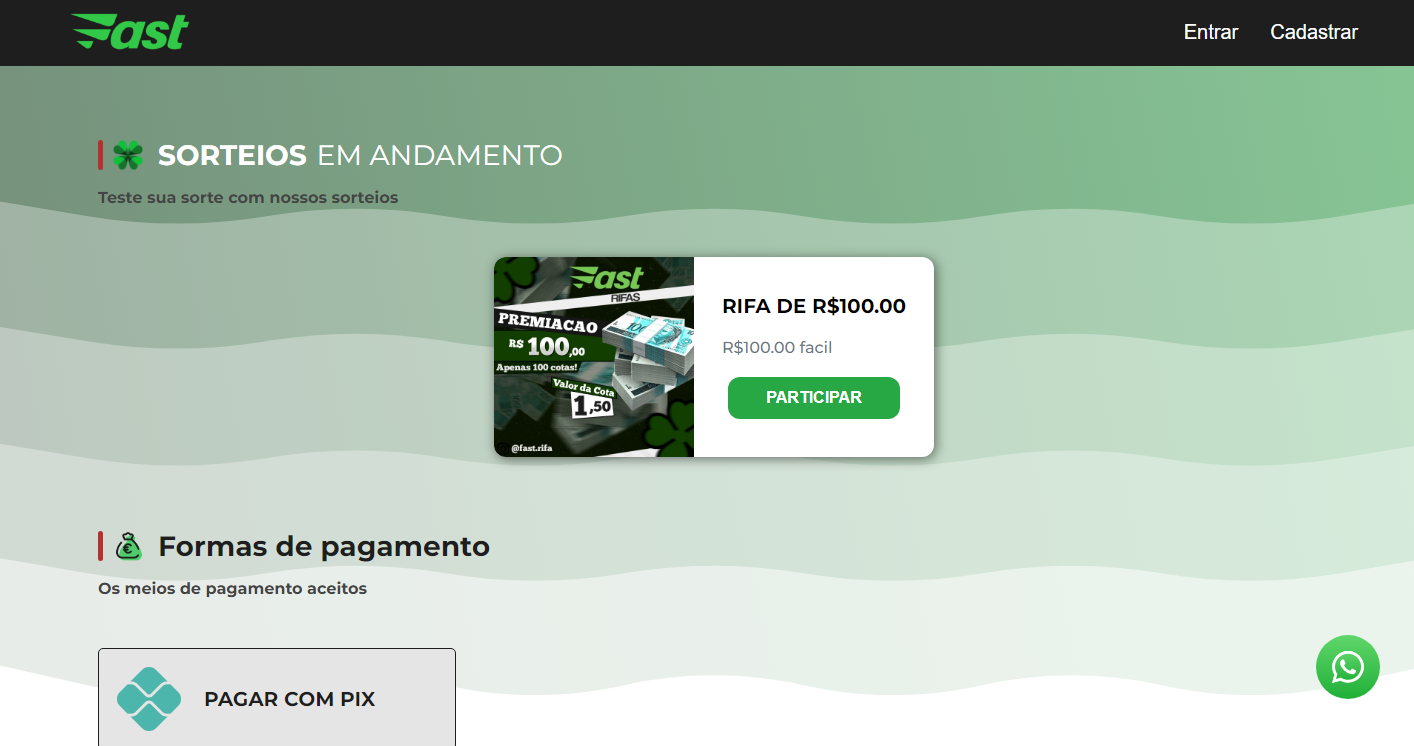 Fast
Entrar
Cadastrar
SORTEIOS EM ANDAMENTO
Teste sua sorte com nossos sorteios
Fast
RIFAS
PREMIACAO
R$ 100,00
Apenas 100 cotas!
Valor da Cota
1,50
@fast.rifa
RIFA DE R$100.00
R$100.00 facil
PARTICIPAR
Formas de pagamento
Os meios de pagamento aceitos
PAGAR COM PIX